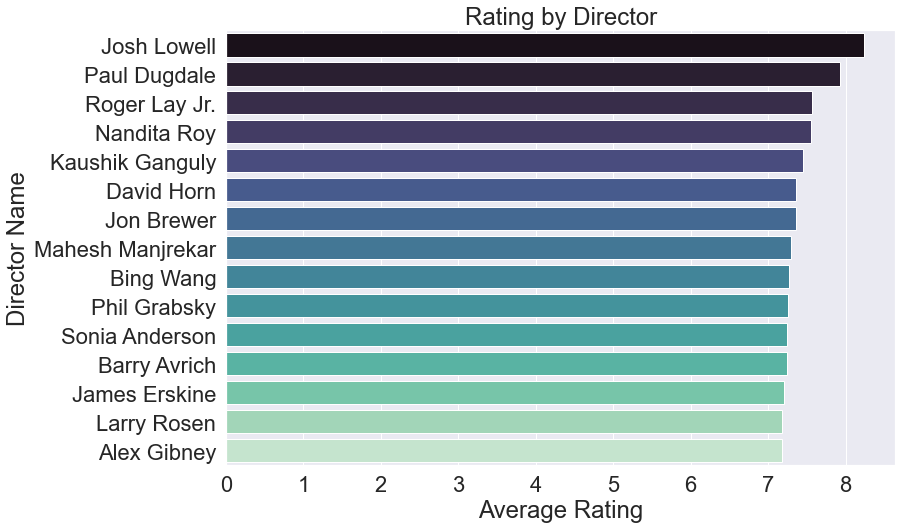 Rating by Director
Director Name
Josh Lowell
Paul Dugdale
Roger Lay Jr.
Nandita Roy
Kaushik Ganguly
David Horn
Jon Brewer
Mahesh Manjrekar
Bing Wang
Phil Grabsky
Sonia Anderson
Barry Avrich
James Erskine
Larry Rosen
Alex Gibney
0 1 2 3 4 5 6 7 8
Average Rating